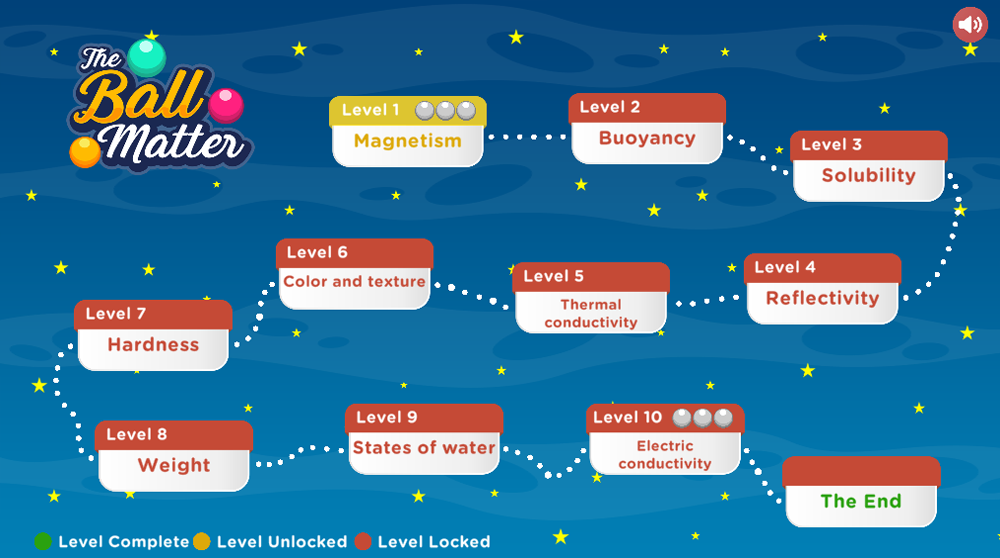 The
Ball
Matter
Level 1
Magnetism
Level 2
Buoyancy
Level 3
Solubility
Level 4
Reflectivity
Level 5
Thermal
conductivity
Level 6
Color and texture
Level 7
Hardness
Level 8
Weight
Level 9
States of water
Level 10
Electric
conductivity
The End
Level Complete
Level Unlocked
Level Locked